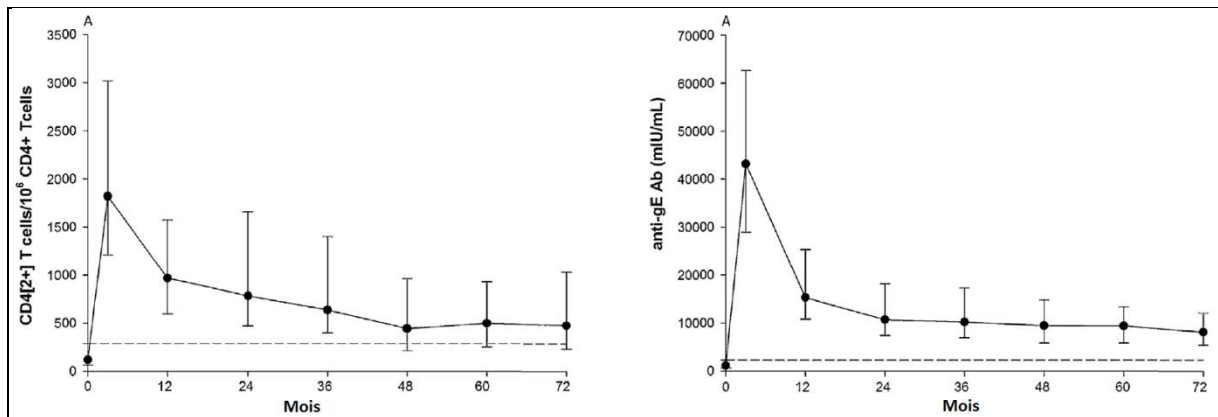 A
3500
3000
2500
2000
1500
1000
500
0
CD4[2+] T cells/10⁶ CD4+ Tcells
0 12 24 36 48 60 72
Mois
A
70000
60000
50000
40000
30000
20000
10000
0
anti-gE Ab (mIU/mL)
0 12 24 36 48 60 72
Mois